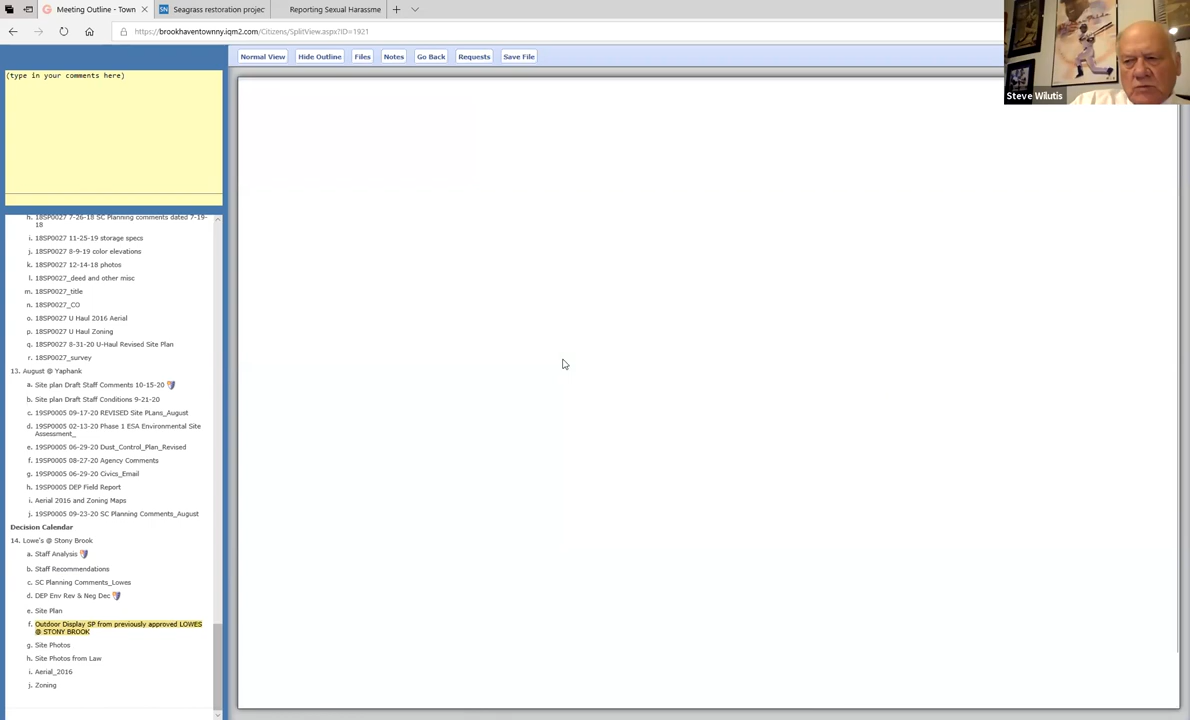 Meeting Outline - Town
SN Seagrass restoration projec
Reporting Sexual Harassme
https://brookhaventownny.iqm2.com/Citizens/SplitView.aspx?ID=1921
Normal View Hide Outline Files Notes Go Back Requests Save File
Steve Wilutis
(type in your comments here)
h. 18SP0027 7-26-18 SC Planning comments dated 7-19-
18
i. 18SP0027 11-25-19 storage specs
j. 18SP0027 8-9-19 color elevations
k. 18SP0027 12-14-18 photos
l. 18SP0027_deed and other misc
m. 18SP0027_title
n. 18SP0027_CO
o. 18SP0027 U Haul 2016 Aerial
p. 18SP0027 U Haul Zoning
q. 18SP0027 8-31-20 U-Haul Revised Site Plan
r. 18SP0027_survey
13. August @ Yaphank
a. Site plan Draft Staff Comments 10-15-20
b. Site plan Draft Staff Conditions 9-21-20
c. 19SP0005 09-17-20 REVISED Site PLans_August
d. 19SP0005 02-13-20 Phase 1 ESA Environmental Site
Assessment_
e. 19SP0005 06-29-20 Dust_Control_Plan_Revised
f. 19SP0005 08-27-20 Agency Comments
g. 19SP0005 06-29-20 Civics_Email
h. 19SP0005 DEP Field Report
i. Aerial 2016 and Zoning Maps
j. 19SP0005 09-23-20 SC Planning Comments_August
Decision Calendar
14. Lowe's @ Stony Brook
a. Staff Analysis
b. Staff Recommendations
c. SC Planning Comments_Lowes
d. DEP Env Rev & Neg Dec
e. Site Plan
f. Outdoor Display SP from previously approved LOWES
@ STONY BROOK
g. Site Photos
h. Site Photos from Law
i. Aerial_2016
j. Zoning